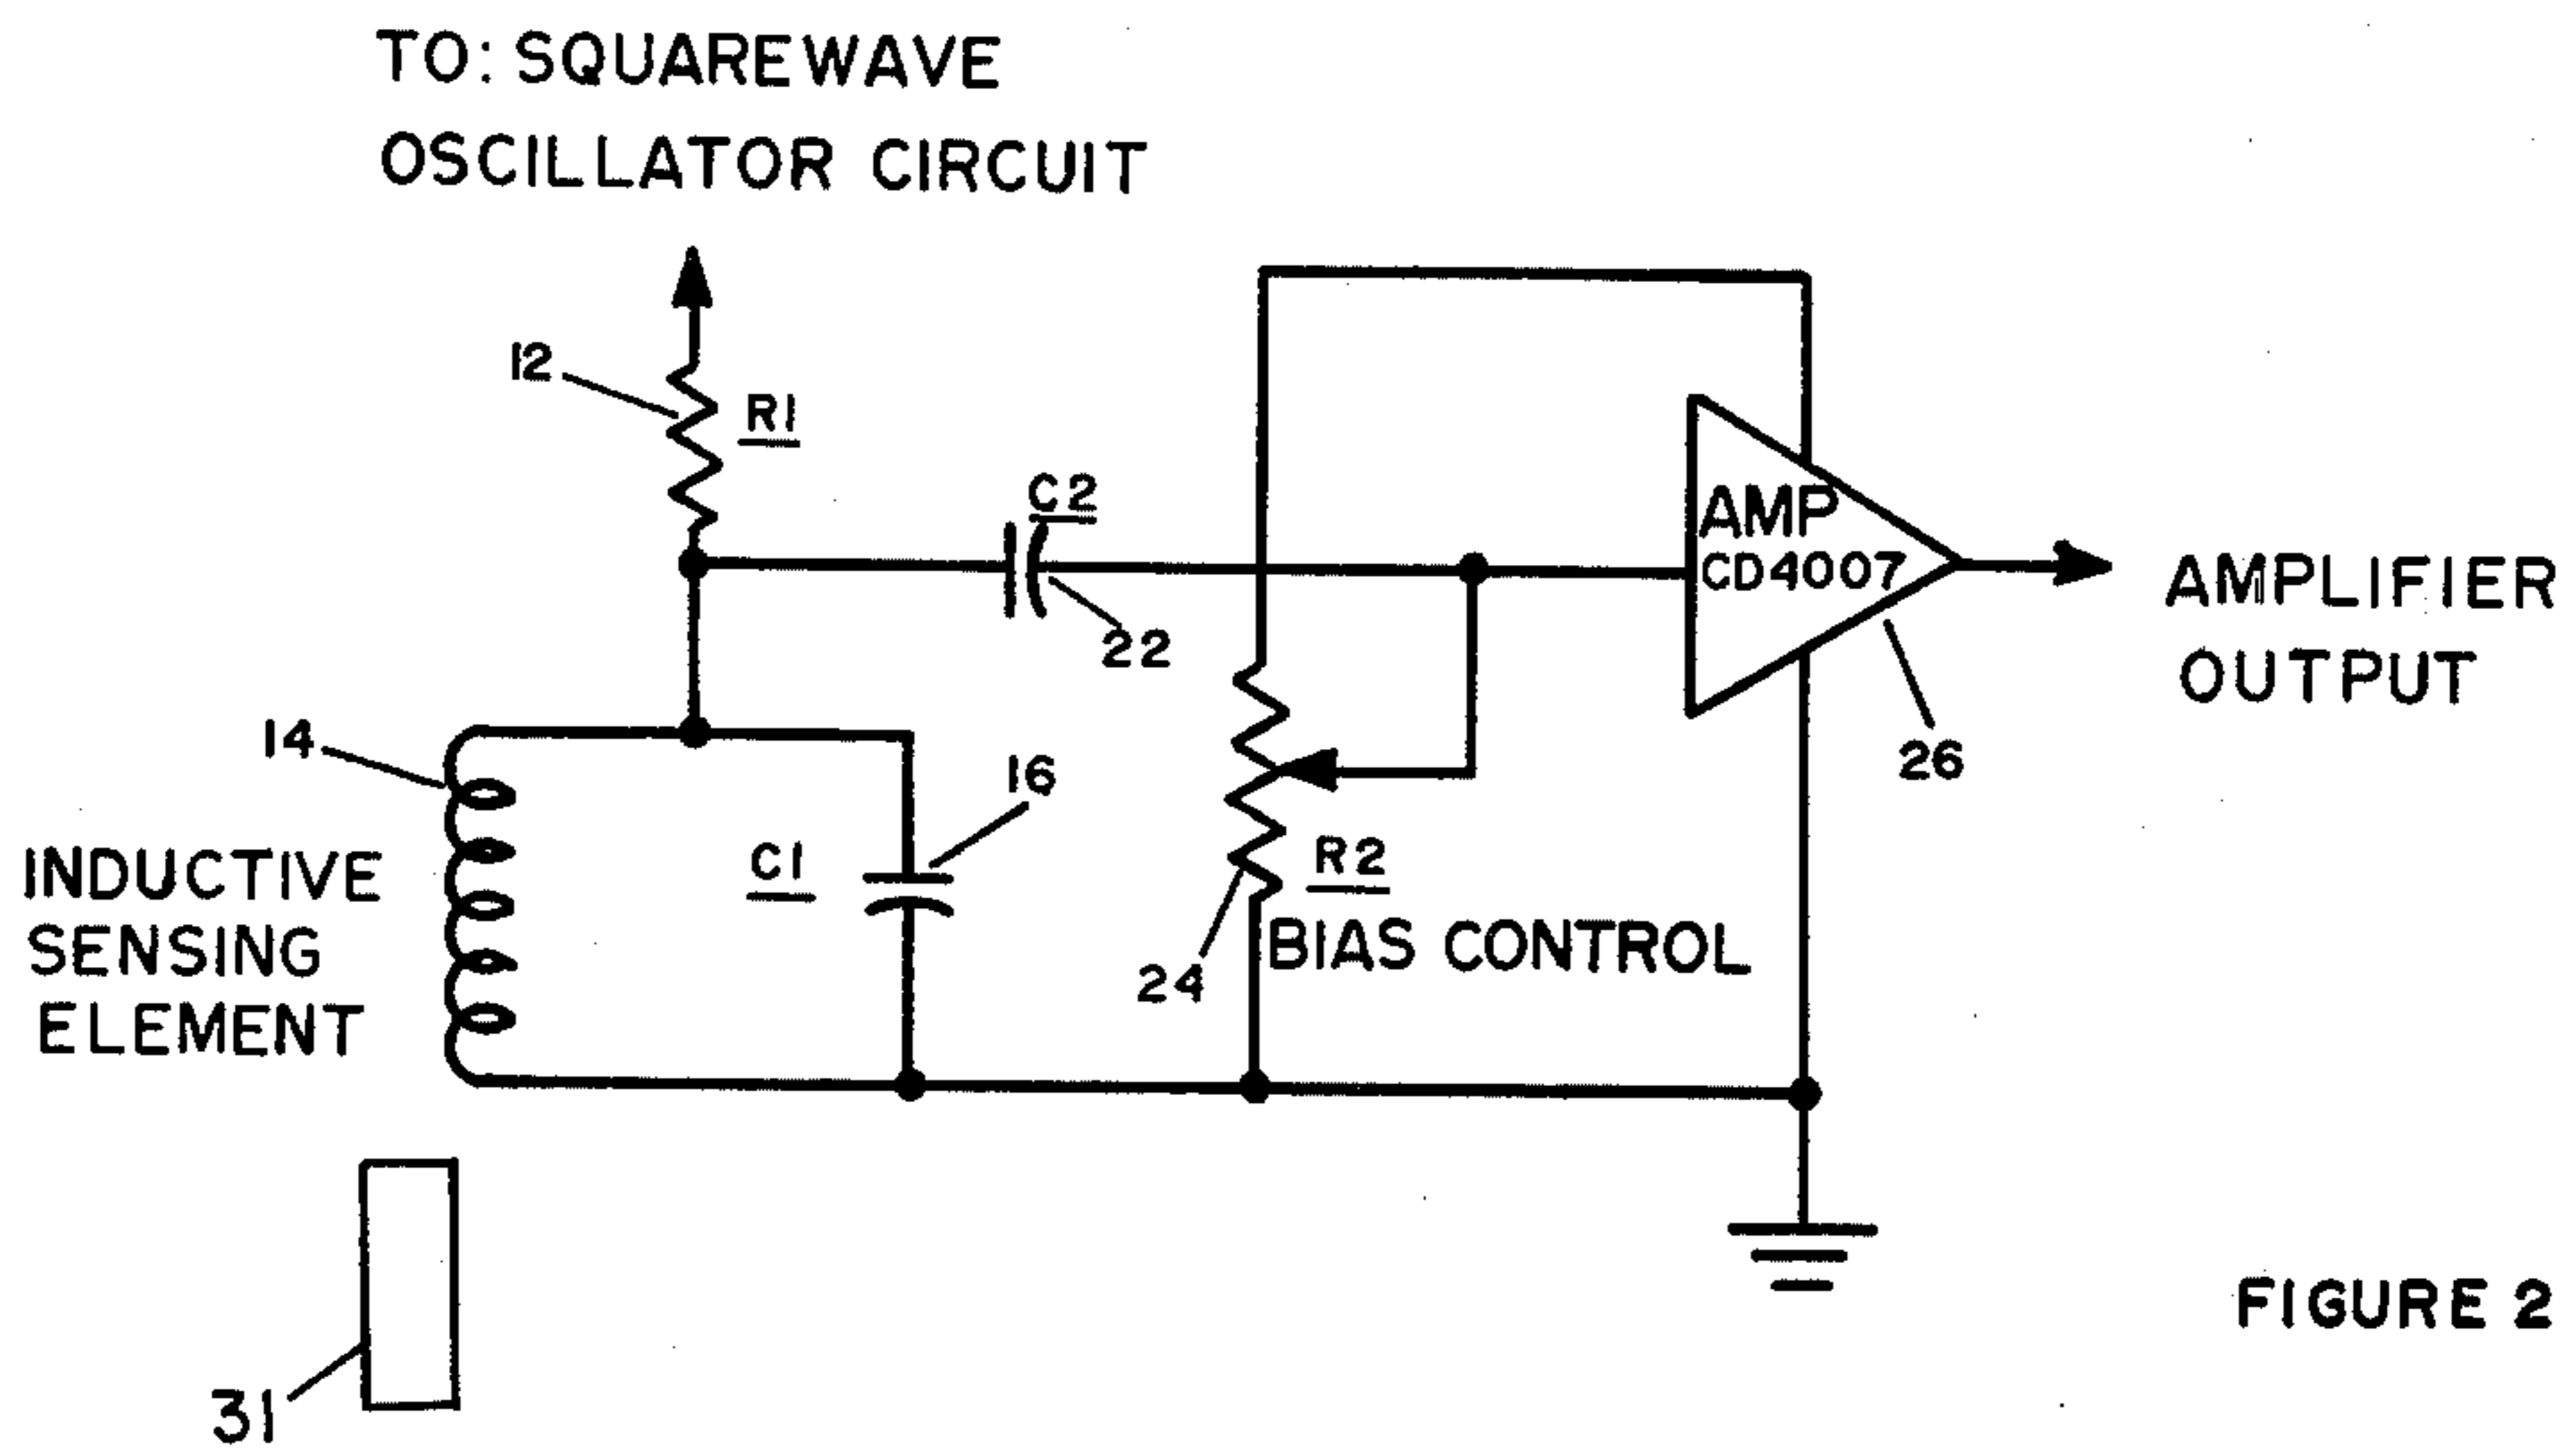 TO: SQUAREWAVE
OSCILLATOR CIRCUIT
12
R1
C2
22
AMP
CD4007
AMPLIFIER
OUTPUT
26
14
16
INDUCTIVE
SENSING
ELEMENT
C1
R2
BIAS CONTROL
24
31
FIGURE 2